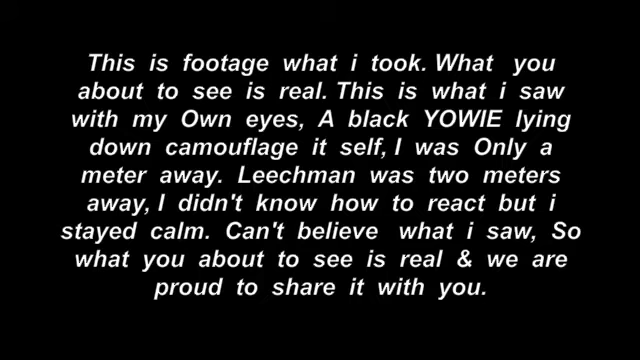 This is footage what i took. What you
about to see is real. This is what i saw
with my Own eyes, A black YOWIE lying
down camouflage it self, I was Only a
meter away. Leechman was two meters
away, I didn't know how to react but i
stayed calm. Can't believe what i saw, So
what you about to see is real & we are
proud to share it with you.